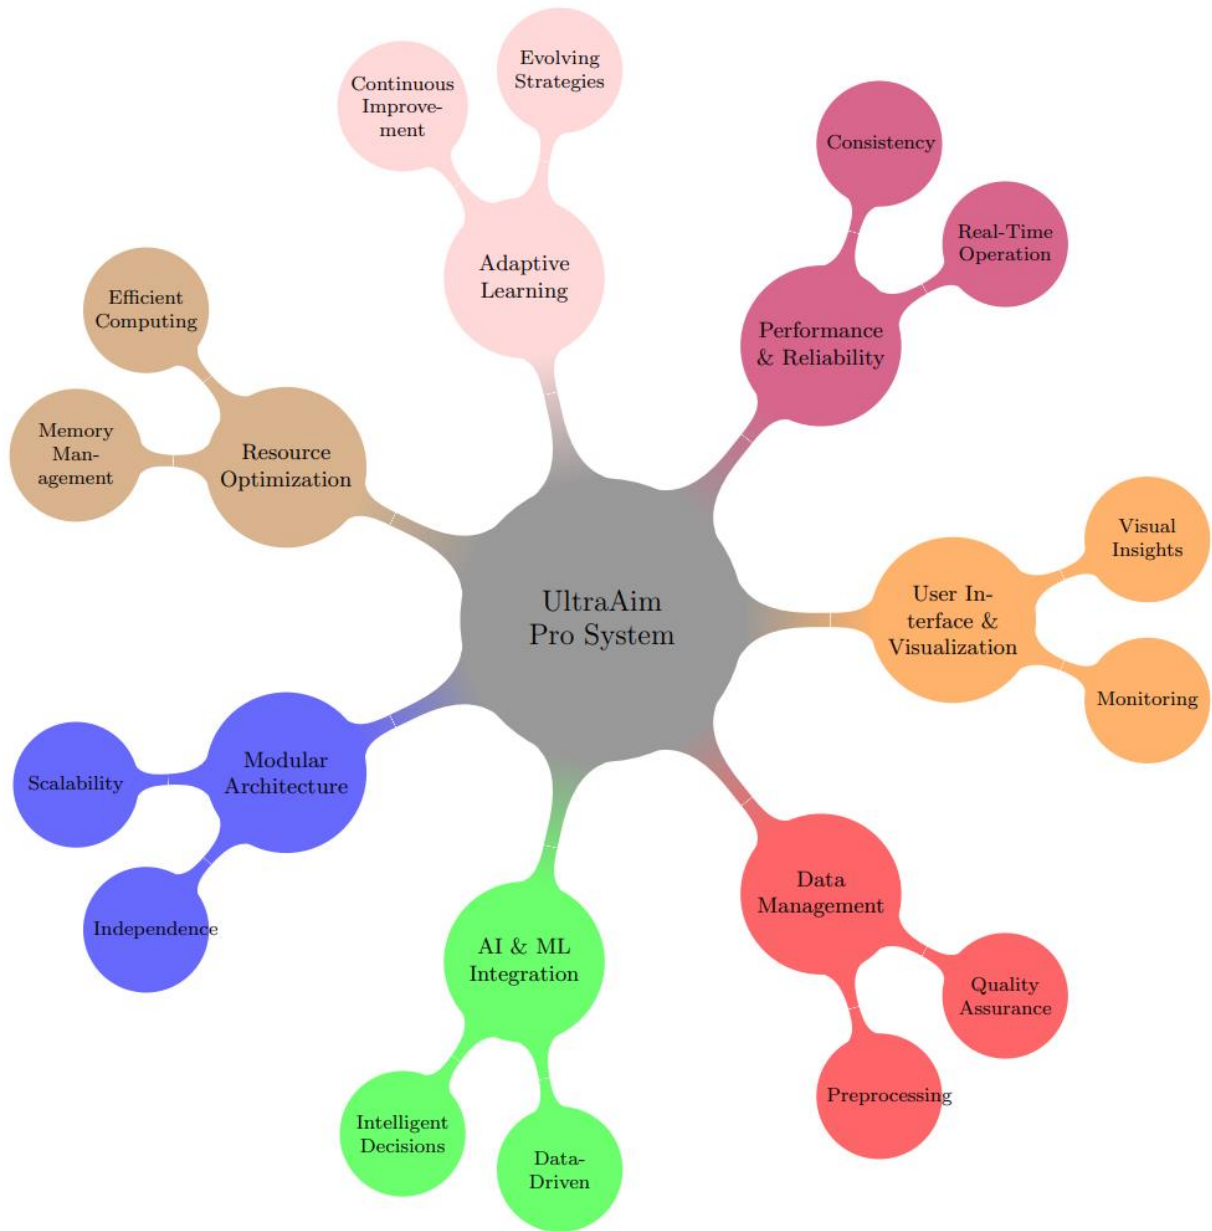 Evolving
Strategies
Continuous
Improve-
ment
Consistency
Real-Time
Operation
Adaptive
Learning
Efficient
Computing
Performance
& Reliability
Memory
Man-
agement
Resource
Optimization
Visual
Insights
UltraAim
Pro System
User In-
terface &
Visualization
Monitoring
Modular
Architecture
Scalability
Data
Management
Independence
AI & ML
Integration
Quality
Assurance
Preprocessing
Intelligent
Decisions
Data-
Driven